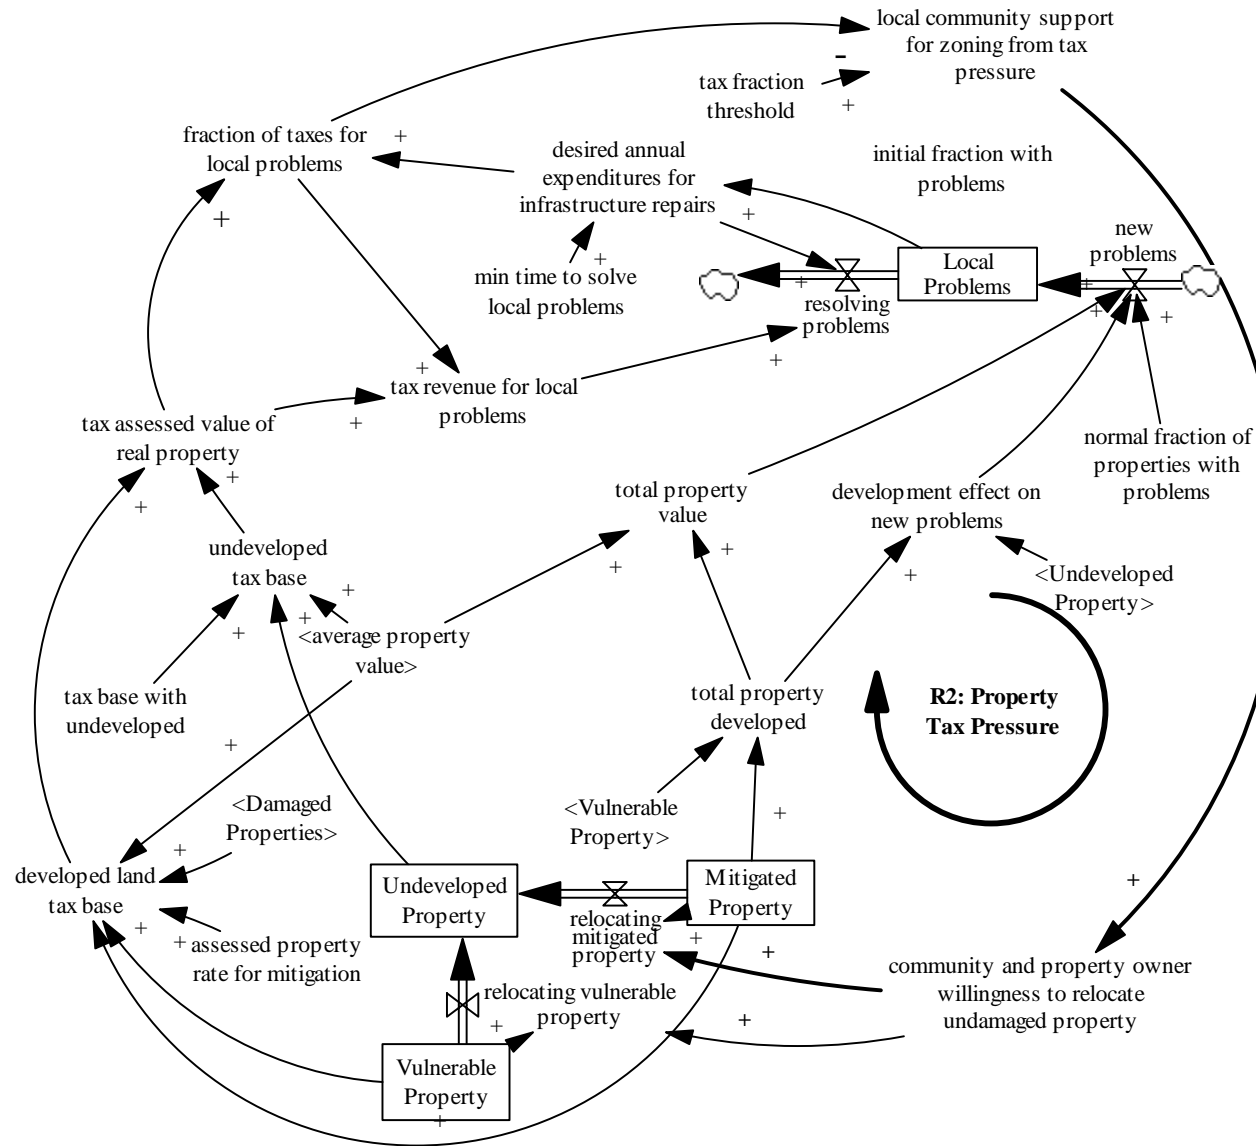 local community support
for zoning from tax
pressure
-
tax fraction
threshold
+
fraction of taxes for
local problems
+
desired annual
expenditures for
infrastructure repairs
initial fraction with
problems
+
+
+
min time to solve
local problems
Local
Problems
new
problems
+
resolving
problems
+
+
+
+
+
tax revenue for local
problems
+
tax assessed value of
real property
+
+
normal fraction of
properties with
problems
total property
value
development effect on
new problems
undeveloped
tax base
+
+
+
<Undeveloped
Property>
+
+
+
<average property
value>
tax base with
undeveloped
total property
developed
R2: Property
Tax Pressure
+
<Damaged
Properties>
<Vulnerable
Property>
+
+
developed land
tax base
+
+
assessed property
rate for mitigation
Undeveloped
Property
Mitigated
Property
relocating
mitigated
property
+
+
+
community and property owner
willingness to relocate
undamaged property
relocating vulnerable
property
+
+
Vulnerable
Property
+